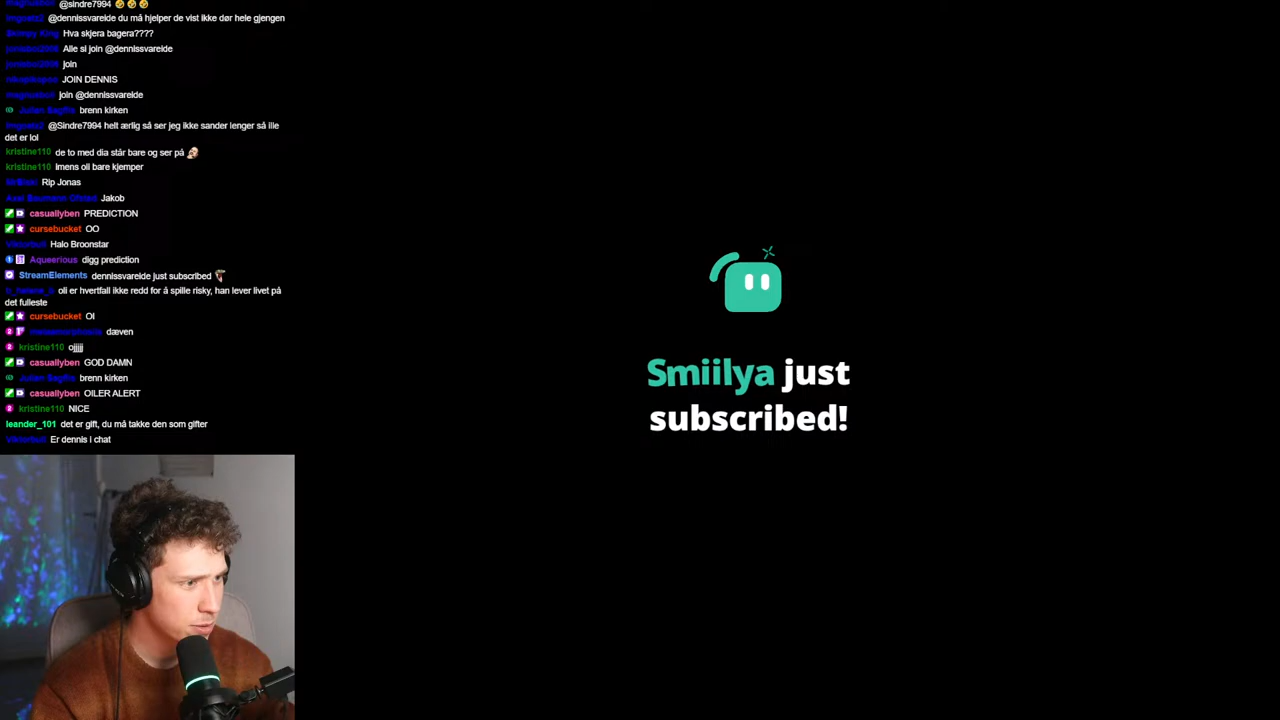 @sindre7994
@dennissvareide du må hjelper de vist ikke dør hele gjengen
Skimpy King Hva skjera bagera????
Alle si join @dennissvareide
join
JOIN DENNIS
join @dennissvareide
brenn kirken
@Sindre7994 helt ærlig så ser jeg ikke sander lenger så ille
det er lol
kristine110 de to med dia står bare og ser på
kristine110 imens oli bare kjemper
Rip Jonas
Jakob
casuallyben PREDICTION
cursebucket OO
Halo Broonstar
Aqueerious digg prediction
StreamElements dennissvareide just subscribed
oli er hvertfall ikke redd for å spille risky, han lever livet på
det fulleste
cursebucket OI
dæven
kristine110 ojjjjj
casuallyben GOD DAMN
brenn kirken
casuallyben OILER ALERT
kristine110 NICE
leander_101 det er gift, du må takke den som gifter
Er dennis i chat
Smiilya just
subscribed!